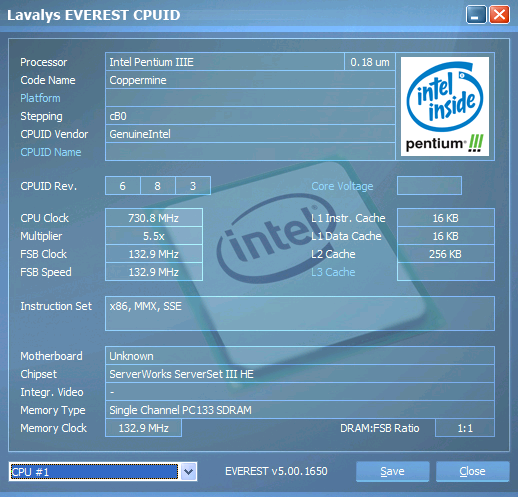 Lavalys EVEREST CPUID
Processor Intel Pentium IIIE 0.18 um
Code Name Coppermine
Platform
Stepping cB0
CPUID Vendor GenuineIntel
CPUID Name
intel inside
pentium III
CPUID Rev. 6 8 3 Core Voltage
CPU Clock 730.8 MHz L1 Instr. Cache 16 KB
Multiplier 5.5x L1 Data Cache 16 KB
FSB Clock 132.9 MHz L2 Cache 256 KB
FSB Speed 132.9 MHz L3 Cache
intel
Instruction Set x86, MMX, SSE
Motherboard Unknown
Chipset ServerWorks ServerSet III HE
Integr. Video -
Memory Type Single Channel PC133 SDRAM
Memory Clock 132.9 MHz DRAM:FSB Ratio 1:1
CPU #1 EVEREST v5.00.1650 Save Close